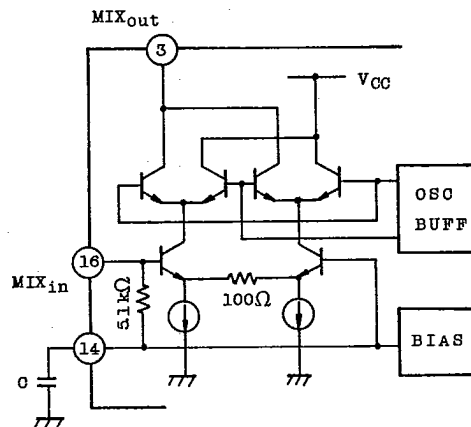 MIXout
3
VCC
OSC
BUFF
16
MIXin
5.1kΩ
100Ω
14
BIAS
C